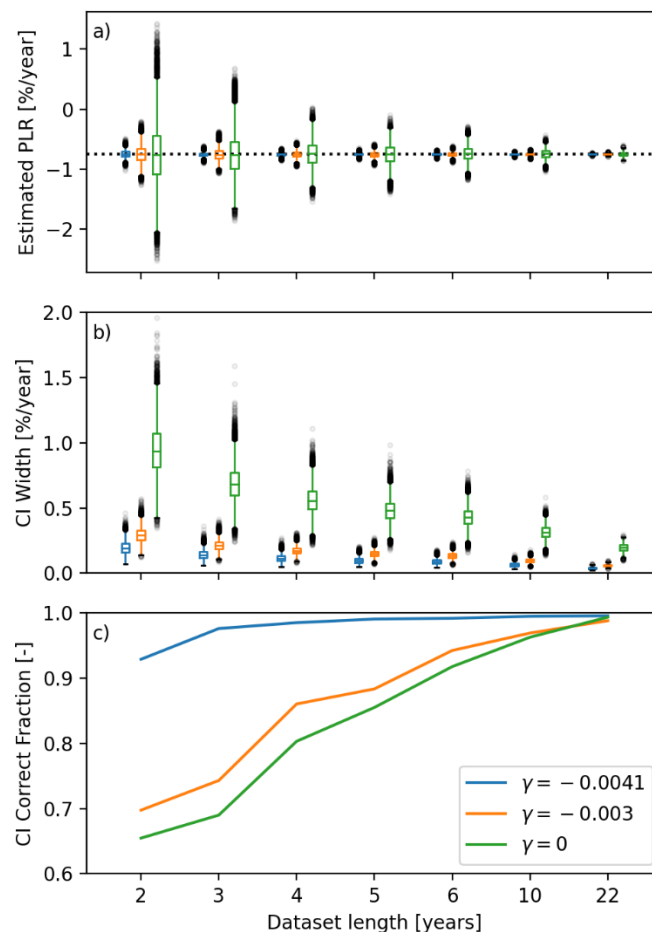 a)
Estimated PLR [%/year]
1
0
−1
−2
b)
CI Width [%/year]
2.0
1.5
1.0
0.5
0.0
c)
CI Correct Fraction [-]
1.0
0.9
0.8
0.7
0.6
γ = − 0.0041
γ = − 0.003
γ = 0
2 3 4 5 6 10 22
Dataset length [years]